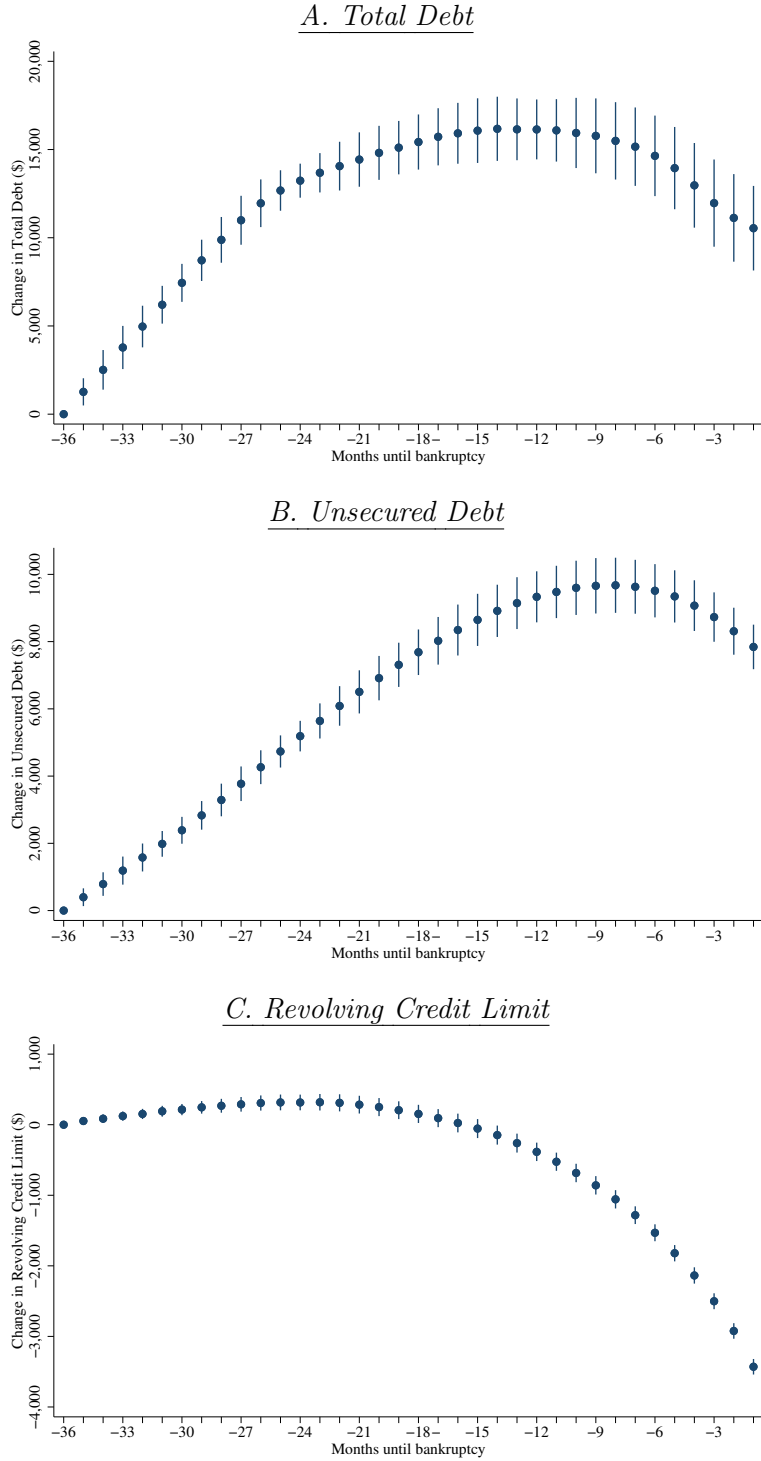 A. Total Debt
20,000
15,000
10,000
5,000
0
Change in Total Debt ($)
−36 −33 −30 −27 −24 −21 −18− −15 −12 −9 −6 −3
Months until bankruptcy
B. Unsecured Debt
10,000
8,000
6,000
4,000
2,000
0
Change in Unsecured Debt ($)
−36 −33 −30 −27 −24 −21 −18− −15 −12 −9 −6 −3
Months until bankruptcy
C. Revolving Credit Limit
1,000
0
−1,000
−2,000
−3,000
−4,000
Change in Revolving Credit Limit ($)
−36 −33 −30 −27 −24 −21 −18− −15 −12 −9 −6 −3
Months until bankruptcy